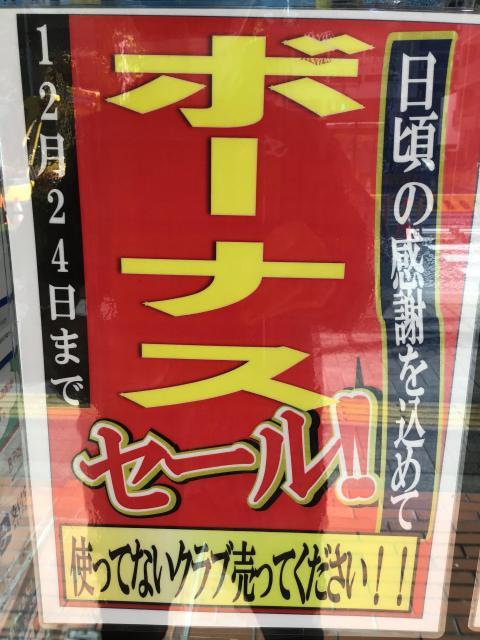 日頃の感謝を込めて
ボーナス
セール!!
12月24日まで
使ってないクラブ売ってください!!